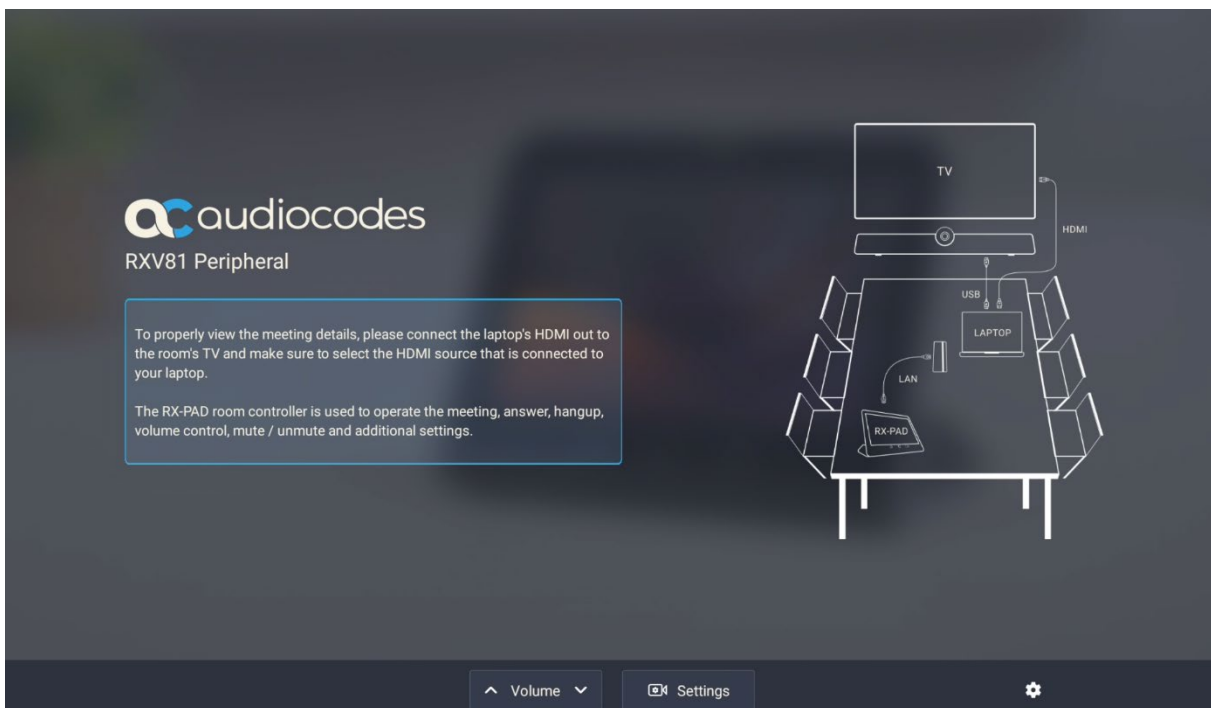 audiocodes
RXV81 Peripheral
To properly view the meeting details, please connect the laptop's HDMI out to
the room's TV and make sure to select the HDMI source that is connected to
your laptop.
The RX-PAD room controller is used to operate the meeting, answer, hangup,
volume control, mute / unmute and additional settings.
TV
HDMI
USB
LAPTOP
LAN
RX-PAD
Volume
Settings